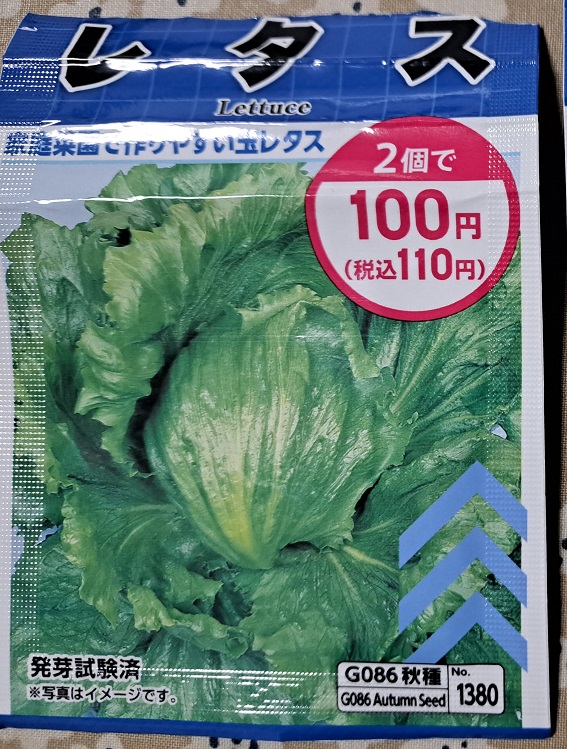 レタス
Lettuce
家庭菜園で作りやすい玉レタス
2個で
100円
(税込110円)
発芽試験済
※写真はイメージです。
G086 秋種
G086 Autumn Seed
No.
1380